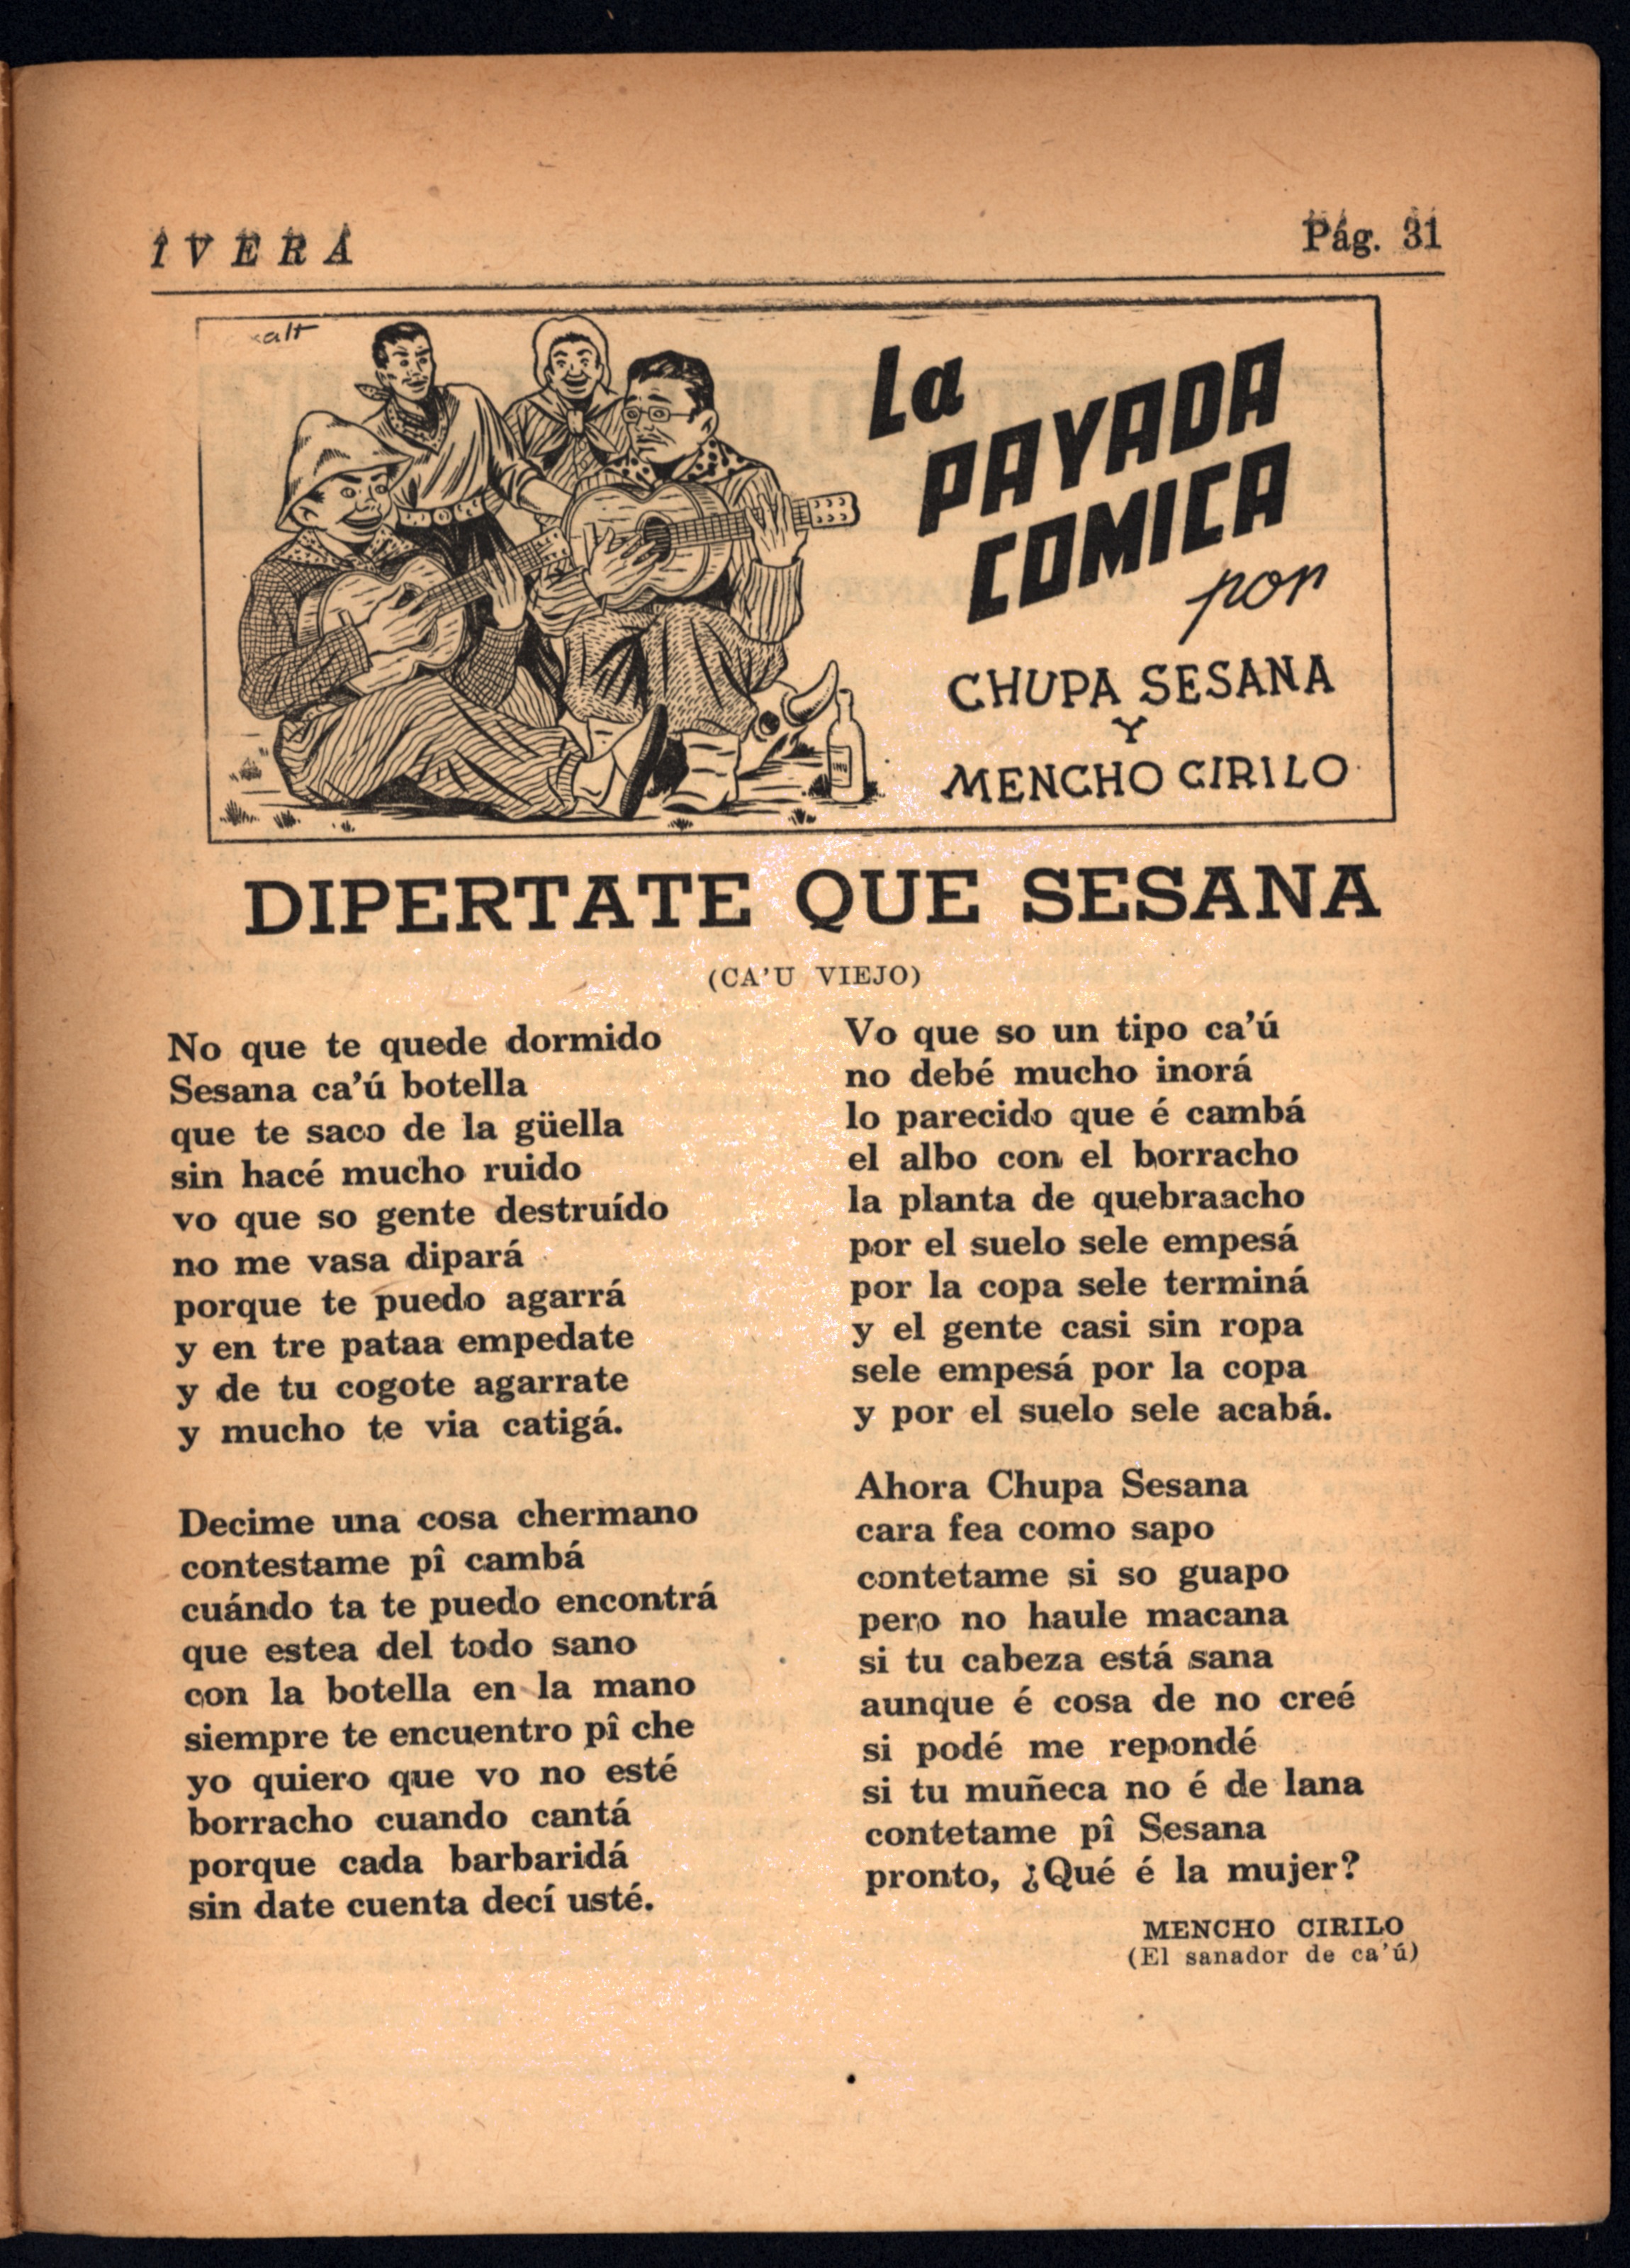 IVERÁ
Pág. 31
La
PAYADA
COMICA
por
CHUPA SESANA
Y
MENCHO CIRILO
DIPERTATE QUE SESANA
(CA'U VIEJO)
No que te quede dormido
Sesana ca'ú botella
que te saco de la güella
sin hacé mucho ruido
vo que so gente destruído
no me vasa dipará
porque te puedo agarrá
y en tre pataa empedate
y de tu cogote agarrate
y mucho te via catigá.
Decime una cosa chermano
contestame pî cambá
cuándo ta te puedo encontrá
que estea del todo sano
con la botella en la mano
siempre te encuentro pî che
yo quiero que vo no esté
borracho cuando cantá
porque cada barbaridá
sin date cuenta decí usté.
Vo que so un tipo ca'ú
no debé mucho inorá
lo parecido que é cambá
el albo con el borracho
la planta de quebraacho
por el suelo sele empesá
por la copa sele terminá
y el gente casi sin ropa
sele empesá por la copa
y por el suelo sele acabá.
Ahora Chupa Sesana
cara fea como sapo
contetame si so guapo
pero no haule macana
si tu cabeza está sana
aunque é cosa de no creé
si podé me repondé
si tu muñeca no é de lana
contetame pî Sesana
pronto, ¿Qué é la mujer?
MENCHO CIRILO
(El sanador de ca'ú)